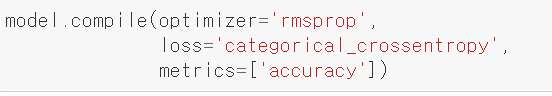 model.compile(optimizer='rmsprop',
              loss='categorical_crossentropy',
              metrics=['accuracy'])